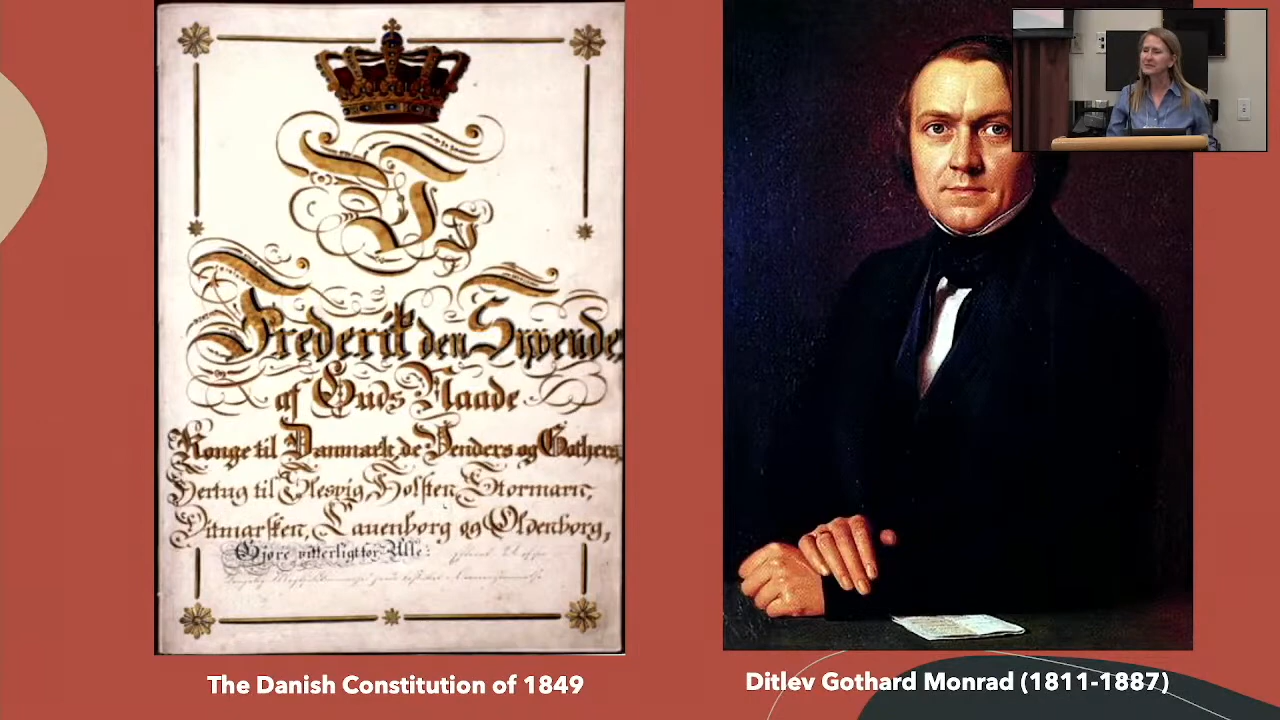 Frederik den Syvende
af Guds Naade
Konge til Danmark, de Venders og Gothers,
Hertug til Slesvig, Holsten, Stormarn,
Ditmarsken, Lauenborg og Oldenborg,
Gjøre vitterligt for Alle:
The Danish Constitution of 1849
Ditlev Gothard Monrad (1811-1887)